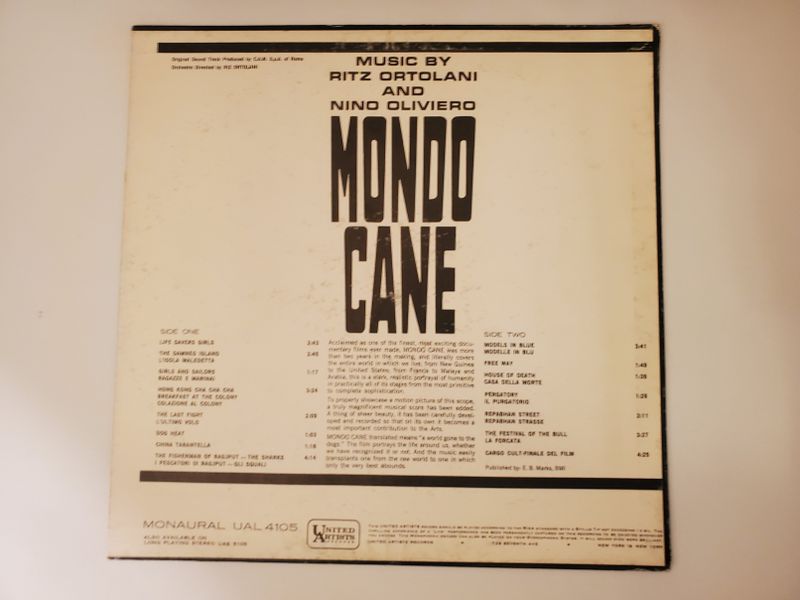 Original Sound Track Produced by C.I.M. S.p.A. of Rome
Orchestra Directed by RIZ ORTOLANI
MUSIC BY
RITZ ORTOLANI
AND
NINO OLIVIERO
MONDO
CANE
SIDE ONE
LIFE SAVERS GIRLS 2:43
THE DAMNED ISLAND 2:46
L'ISOLA MALEDETTA
GIRLS AND SAILORS 1:17
RAGAZZE E MARINAI
HONG KONG CHA CHA CHA 3:24
BREAKFAST AT THE COLONY
COLAZIONE AL COLONY
THE LAST FIGHT 2:09
L'ULTIMO VOLO
DOG MEAT 1:03
CHINA TARANTELLA 1:18
THE FISHERMAN OF RAGIPUT — THE SHARKS 4:14
I PESCATORI DI RAGIPUT — GLI SQUALI
Acclaimed as one of the finest, most exciting docu-
mentary films ever made, MONDO CANE was more
than two years in the making, and literally covers
the entire world in which we live, from New Guinea
to the United States, from Francia to Malaya and
Arabia, this is a stark, realistic portrayal of humanity
in practically all of its stages from the most primitive
to complete sophistication.
To properly showcase a motion picture of this scope,
a truly magnificent musical score has been added.
A thing of sheer beauty, it has been carefully devel-
oped and recorded so that on its own it becomes a
most important contribution to the Arts.
MONDO CANE translated means "a world gone to the
dogs." The film portrays the life around us, whether
we have recognized it or not. And the music easily
transplants one from the raw world to one in which
only the very best abounds.
SIDE TWO
MODELS IN BLUE 3:41
MODELLE IN BLU
FREE WAY 1:49
HOUSE OF DEATH 1:26
CASA DELLA MORTE
PERGATORY 1:26
IL PURGATORIO
REPABHAN STREET 2:11
REPABHAN STRASSE
THE FESTIVAL OF THE BULL 3:27
LA FORCATA
CARGO CULT-FINALE DEL FILM 4:25
Published by: E. B. Marks, BMI
MONAURAL UAL 4105
ALSO AVAILABLE ON
LONG PLAYING STEREO UAS 5105
UNITED
ARTISTS
RECORDS
UNITED ARTISTS RECORDS • 729 SEVENTH AVE. • NEW YORK 19, NEW YORK